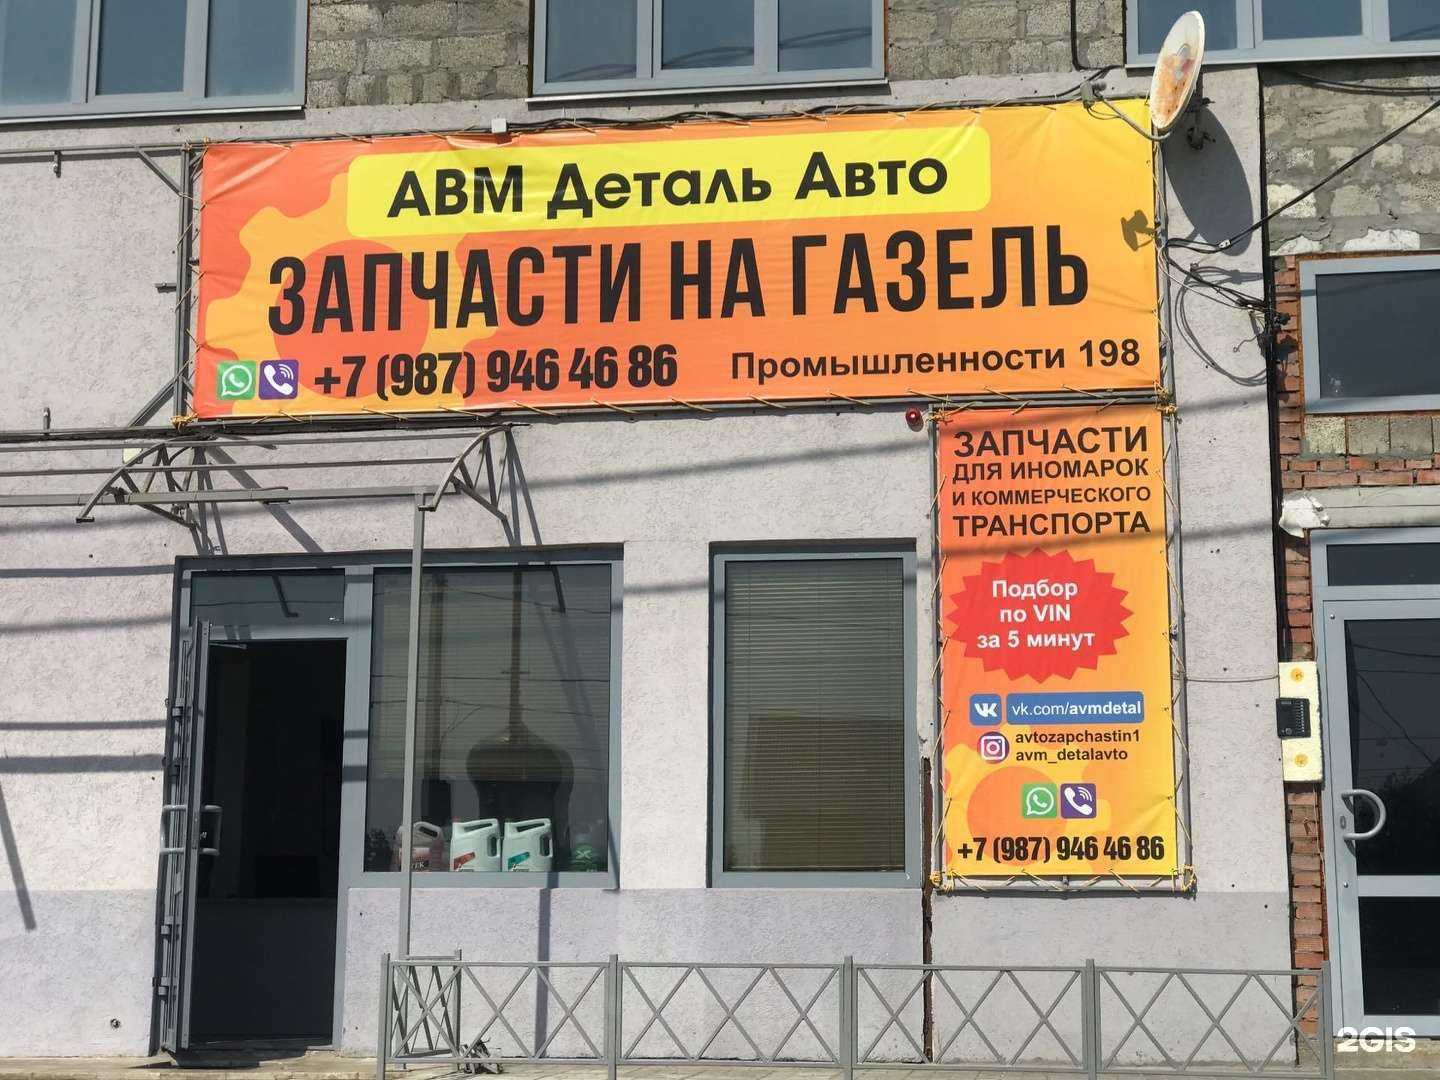 АВМ Деталь Авто
ЗАПЧАСТИ НА ГАЗЕЛЬ
+7 (987) 946 46 86 Промышленности 198
ЗАПЧАСТИ
ДЛЯ ИНОМАРОК
И КОММЕРЧЕСКОГО
ТРАНСПОРТА
Подбор
по VIN
за 5 минут
vk.com/avmdetal
avtozapchastin1
avm_detalavto
+7 (987) 946 46 86
2GIS